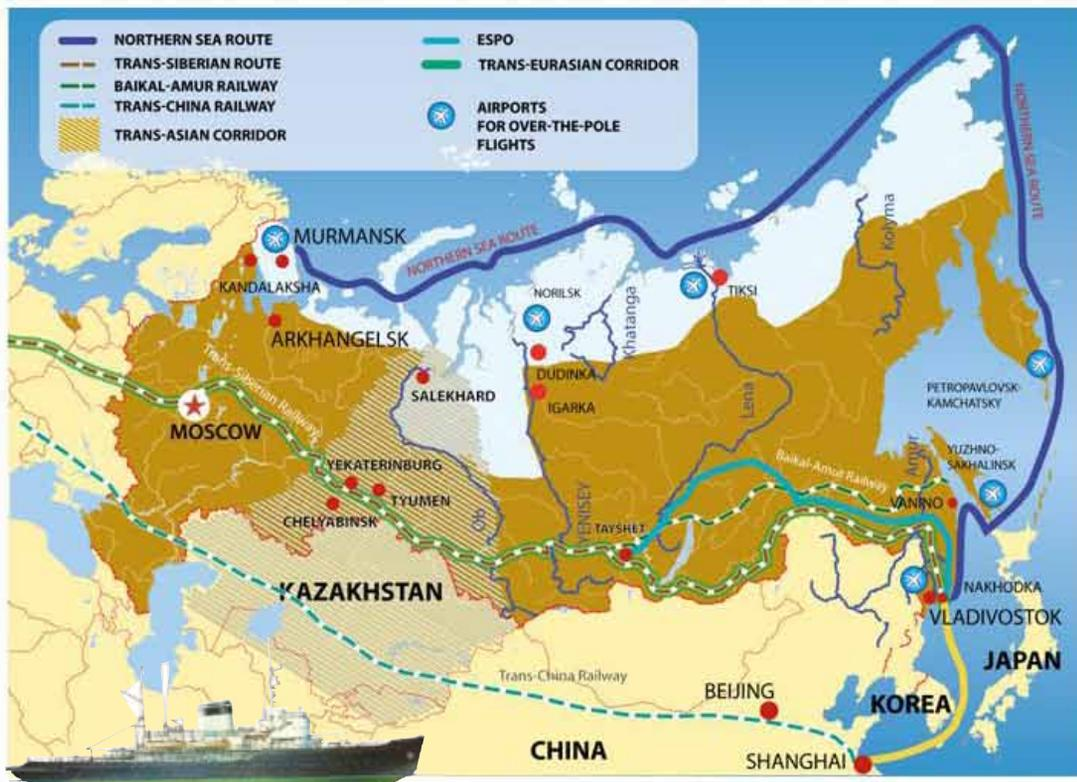 NORTHERN SEA ROUTE
TRANS-SIBERIAN ROUTE
BAIKAL-AMUR RAILWAY
TRANS-CHINA RAILWAY
TRANS-ASIAN CORRIDOR
ESPO
TRANS-EURASIAN CORRIDOR
AIRPORTS
FOR OVER-THE-POLE
FLIGHTS
NORTHERN SEA ROUTE
MURMANSK
NORTHERN SEA ROUTE
KANDALAKSHA
ARKHANGELSK
NORILSK
Khatanga
TIKSI
Kolyma
DUDINKA
IGARKA
SALEKHARD
Lena
PETROPAVLOVSK-
KAMCHATSKY
Trans-Siberian Railway
MOSCOW
YEKATERINBURG
TYUMEN
CHELYABINSK
Ob
YENISEY
TAYSHET
Baikal-Amut Railway
Amur
YUZHNO-
SAKHALINSK
VANINO
KAZAKHSTAN
NAKHODKA
VLADIVOSTOK
JAPAN
Trans-China Railway
BEIJING
KOREA
CHINA
SHANGHAI